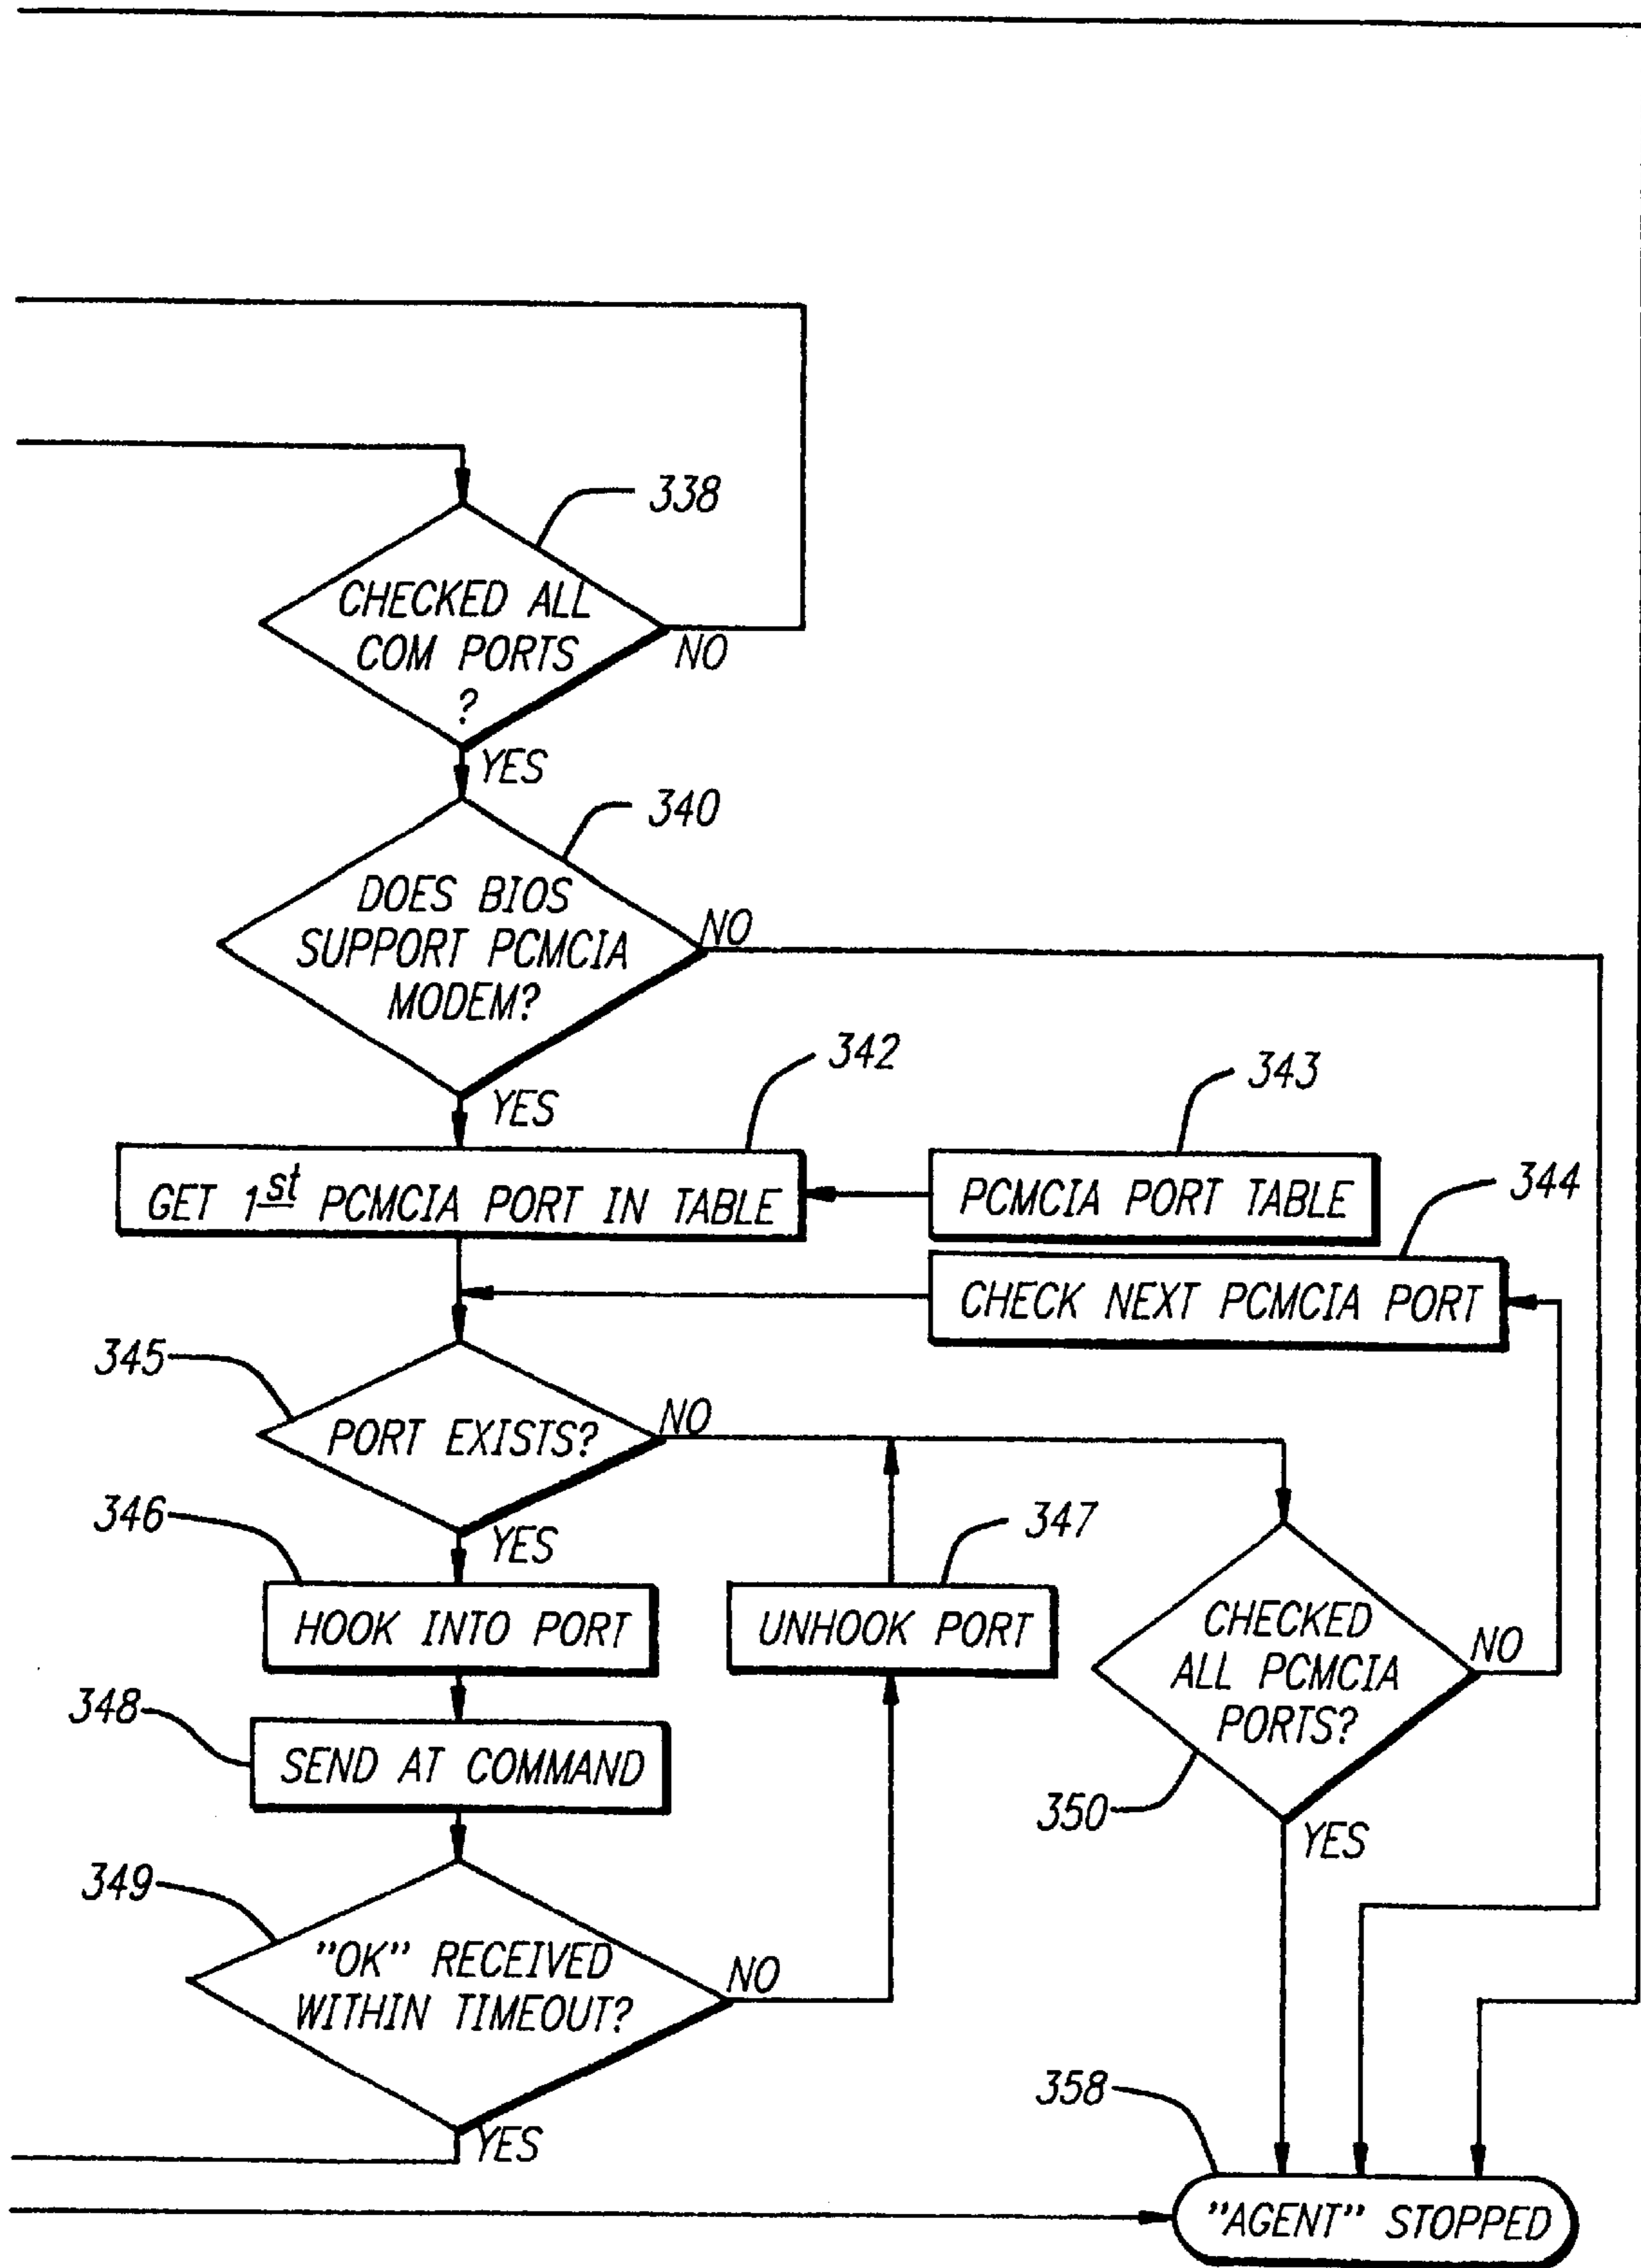 338
CHECKED ALL
COM PORTS
?
NO
YES
340
DOES BIOS
SUPPORT PCMCIA
MODEM?
NO
YES
342
GET 1st PCMCIA PORT IN TABLE
343
PCMCIA PORT TABLE
344
CHECK NEXT PCMCIA PORT
345
PORT EXISTS?
NO
YES
346
HOOK INTO PORT
347
UNHOOK PORT
348
SEND AT COMMAND
349
"OK" RECEIVED
WITHIN TIMEOUT?
NO
YES
CHECKED
ALL PCMCIA
PORTS?
NO
350
YES
358
"AGENT" STOPPED